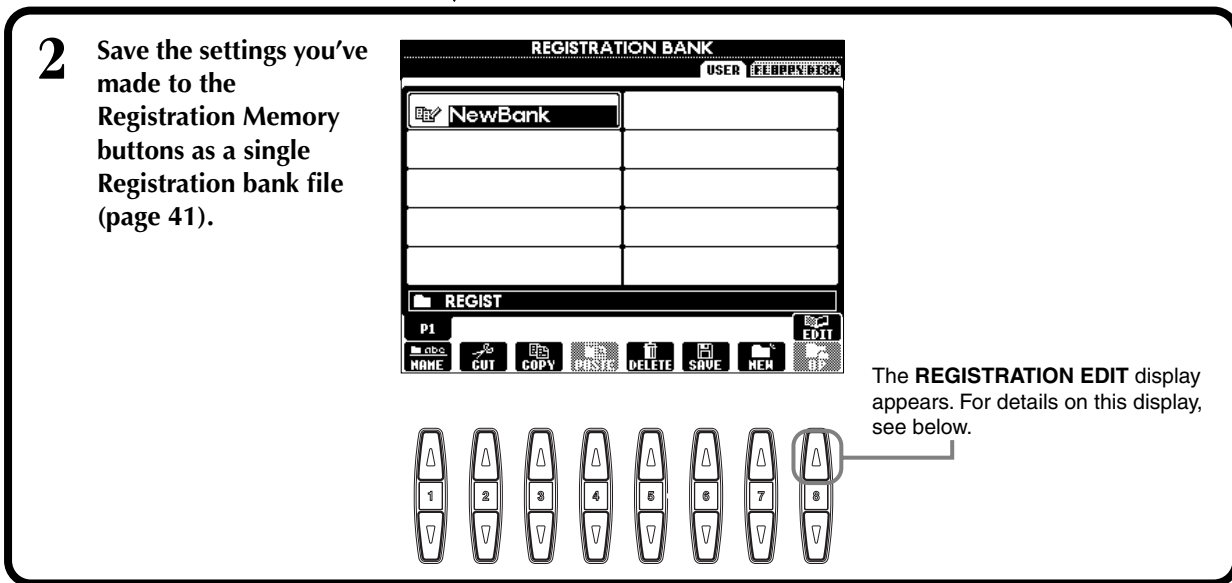 2
Save the settings you've
made to the
Registration Memory
buttons as a single
Registration bank file
(page 41).
REGISTRATION BANK
USER FLOPPY DISK
NewBank
REGIST
P1
EDIT
abc
NAME CUT COPY PASTE DELETE SAVE NEW UP
The REGISTRATION EDIT display
appears. For details on this display,
see below.
1 2 3 4 5 6 7 8